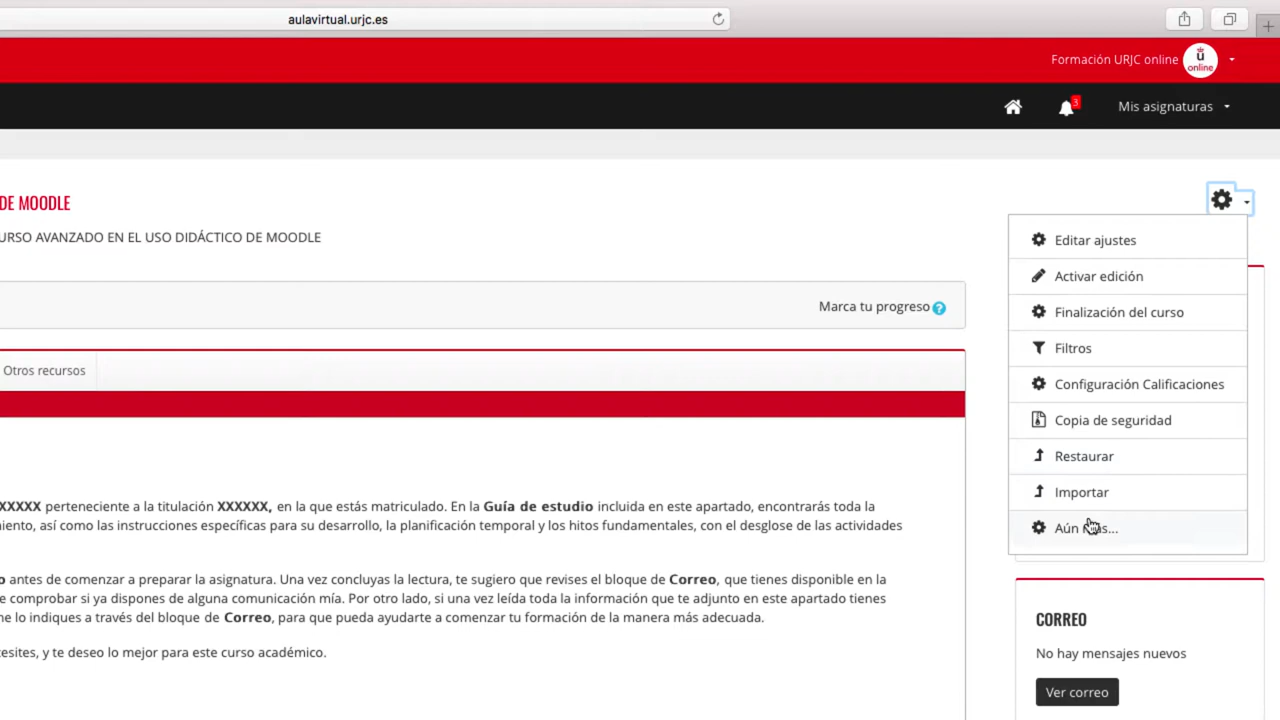 aulavirtual.urjc.es
Formación URJC online
ü
online
3
Mis asignaturas
DE MOODLE
URSO AVANZADO EN EL USO DIDÁCTICO DE MOODLE
Editar ajustes
Activar edición
Finalización del curso
Filtros
Configuración Calificaciones
Copia de seguridad
Restaurar
Importar
Aún más...
Marca tu progreso ?
Otros recursos
XXXXX perteneciente a la titulación XXXXXX, en la que estás matriculado. En la Guía de estudio incluida en este apartado, encontrarás toda la
iento, así como las instrucciones específicas para su desarrollo, la planificación temporal y los hitos fundamentales, con el desglose de las actividades
o antes de comenzar a preparar la asignatura. Una vez concluyas la lectura, te sugiero que revises el bloque de Correo, que tienes disponible en la
e comprobar si ya dispones de alguna comunicación mía. Por otro lado, si una vez leída toda la información que te adjunto en este apartado tienes
ne lo indiques a través del bloque de Correo, para que pueda ayudarte a comenzar tu formación de la manera más adecuada.
esites, y te deseo lo mejor para este curso académico.
CORREO
No hay mensajes nuevos
Ver correo